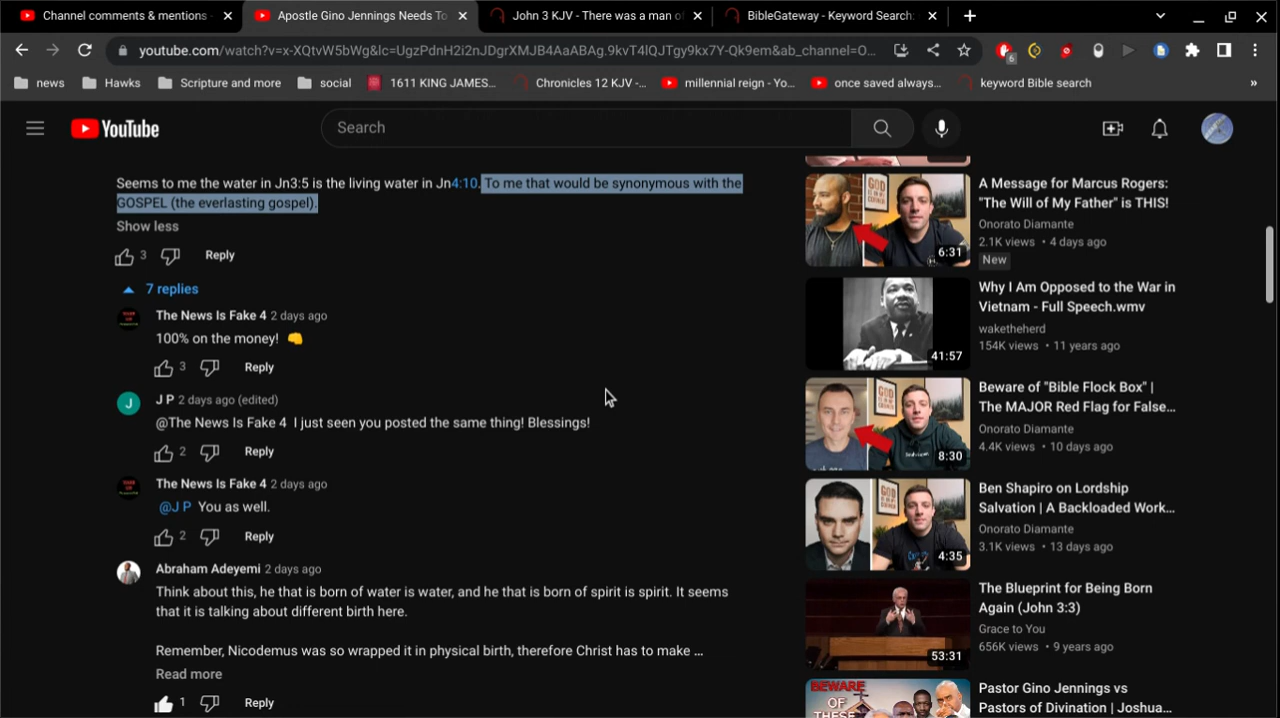 Channel comments & mentions -
Apostle Gino Jennings Needs To
John 3 KJV - There was a man of
BibleGateway - Keyword Search:
youtube.com/watch?v=x-XQtvW5bWg&lc=UgzPdnH2i2nJDgrXMJB4AaABAg.9kvT4lQJTgy9kx7Y-Qk9em&ab_channel=O...
6
news
Hawks
Scripture and more
social
1611 KING JAMES...
Chronicles 12 KJV -...
millennial reign - Yo...
once saved always...
keyword Bible search
»
YouTube
Search
Seems to me the water in Jn3:5 is the living water in Jn4:10. To me that would be synonymous with the
GOSPEL (the everlasting gospel).
Show less
3
Reply
7 replies
The News Is Fake 4 2 days ago
100% on the money!
3
Reply
J
J P 2 days ago (edited)
@The News Is Fake 4 I just seen you posted the same thing! Blessings!
2
Reply
The News Is Fake 4 2 days ago
@J P You as well.
2
Reply
Abraham Adeyemi 2 days ago
Think about this, he that is born of water is water, and he that is born of spirit is spirit. It seems
that it is talking about different birth here.
Remember, Nicodemus was so wrapped it in physical birth, therefore Christ has to make ...
Read more
1
Reply
6:31
A Message for Marcus Rogers:
"The Will of My Father" is THIS!
Onorato Diamante
2.1K views • 4 days ago
New
41:57
Why I Am Opposed to the War in
Vietnam - Full Speech.wmv
waketheherd
154K views • 11 years ago
8:30
Beware of "Bible Flock Box" |
The MAJOR Red Flag for False...
Onorato Diamante
4.4K views • 10 days ago
4:35
Ben Shapiro on Lordship
Salvation | A Backloaded Work...
Onorato Diamante
3.1K views • 13 days ago
53:31
The Blueprint for Being Born
Again (John 3:3)
Grace to You
656K views • 9 years ago
BEWARE
OF THESE
Pastor Gino Jennings vs
Pastors of Divination | Joshua...